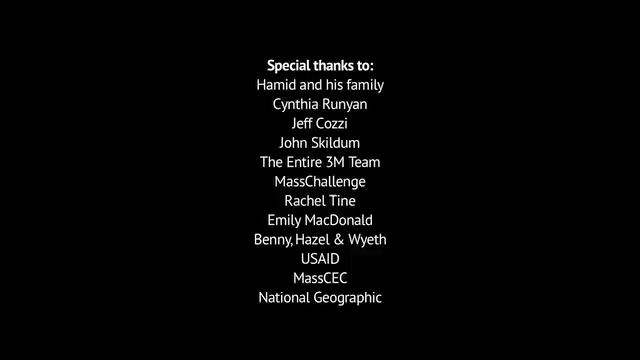 Special thanks to:
Hamid and his family
Cynthia Runyan
Jeff Cozzi
John Skildum
The Entire 3M Team
MassChallenge
Rachel Tine
Emily MacDonald
Benny, Hazel & Wyeth
USAID
MassCEC
National Geographic